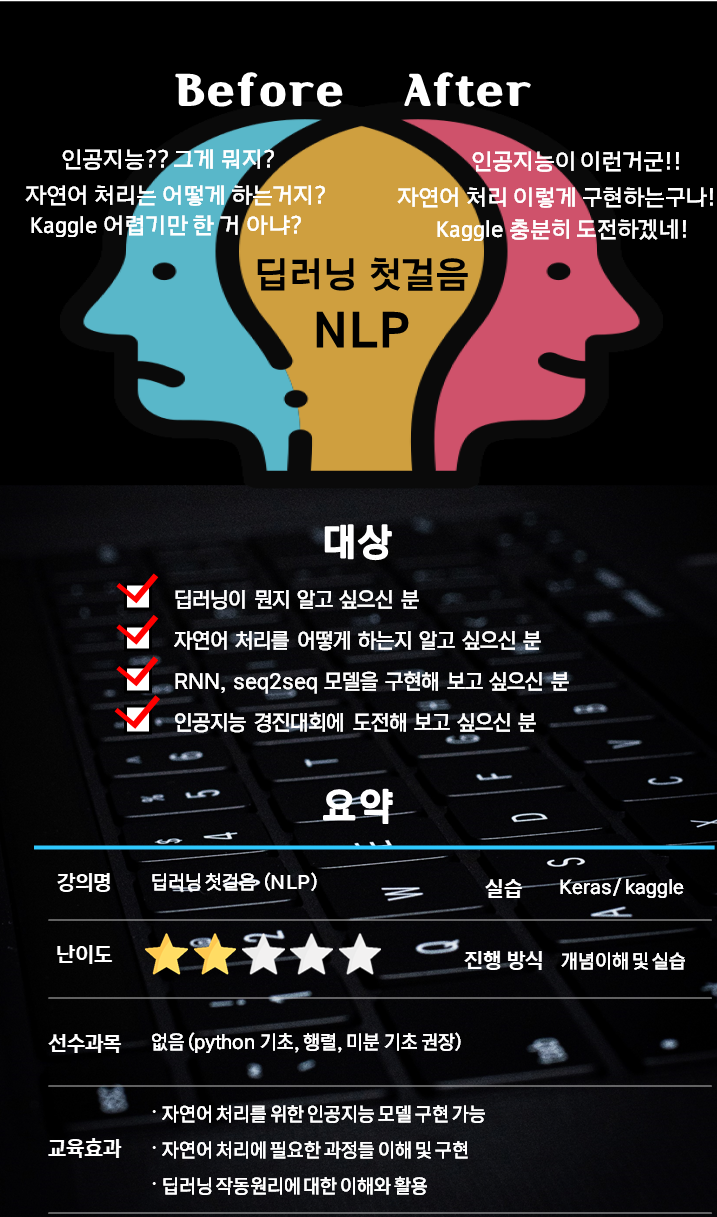 Before After
인공지능?? 그게 뭐지?
자연어 처리는 어떻게 하는거지?
Kaggle 어렵기만 한 거 아냐?
인공지능이 이런거군!!
자연어 처리 이렇게 구현하는구나!
Kaggle 충분히 도전하겠네!
딥러닝 첫걸음
NLP
대상
딥러닝이 뭔지 알고 싶으신 분
자연어 처리를 어떻게 하는지 알고 싶으신 분
RNN, seq2seq 모델을 구현해 보고 싶으신 분
인공지능 경진대회에 도전해 보고 싶으신 분
요약
강의명 딥러닝 첫걸음 (NLP) 실습 Keras/ kaggle
난이도 진행 방식 개념이해 및 실습
선수과목 없음 (python 기초, 행렬, 미분 기초 권장)
교육효과
· 자연어 처리를 위한 인공지능 모델 구현 가능
· 자연어 처리에 필요한 과정들 이해 및 구현
· 딥러닝 작동원리에 대한 이해와 활용